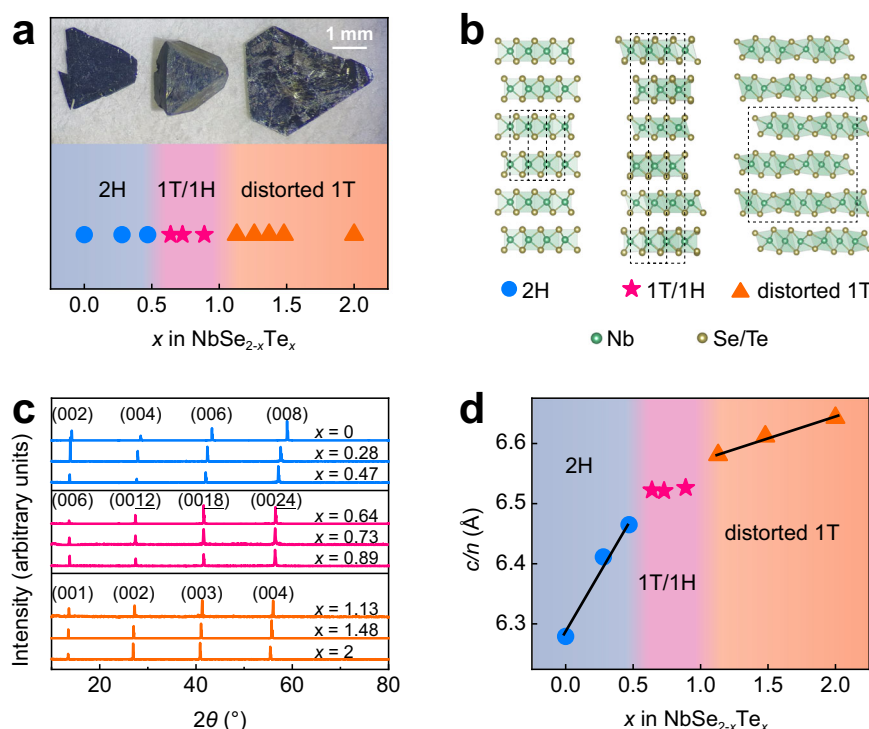 a
1 mm
2H 1T/1H distorted 1T
0.0 0.5 1.0 1.5 2.0
x in NbSe2-xTex
b
2H 1T/1H distorted 1T
Nb Se/Te
c
Intensity (arbitrary units)
(002) (004) (006) (008)
x = 0
x = 0.28
x = 0.47
(006) (0012) (0018) (0024)
x = 0.64
x = 0.73
x = 0.89
(001) (002) (003) (004)
x = 1.13
x = 1.48
x = 2
20 40 60 80
2θ (°)
d
c/n (Å)
6.6
6.5
6.4
6.3
2H
1T/1H
distorted 1T
0.0 0.5 1.0 1.5 2.0
x in NbSe2-xTex